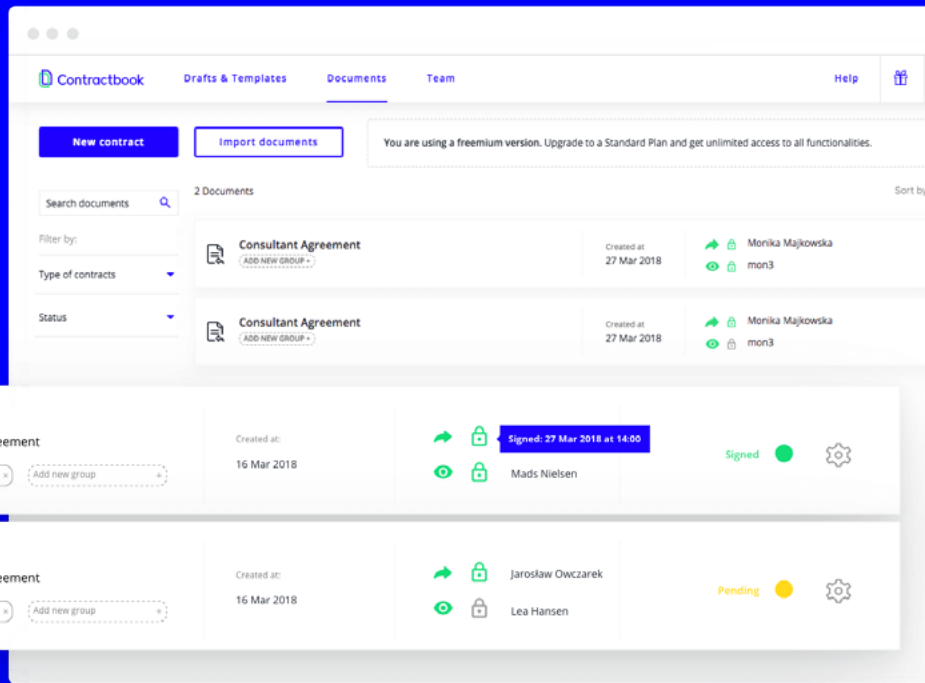 Contractbook Drafts & Templates Documents Team Help
New contract Import documents You are using a freemium version. Upgrade to a Standard Plan and get unlimited access to all functionalities.
2 Documents Sort by
Search documents
Filter by:
Type of contracts
Status
Consultant Agreement
ADD NEW GROUP +
Created at
27 Mar 2018
Monika Majkowska
mon3
Consultant Agreement
ADD NEW GROUP +
Created at
27 Mar 2018
Monika Majkowska
mon3
eement
× Add new group +
Created at:
16 Mar 2018
Signed: 27 Mar 2018 at 14:00
Mads Nielsen
Signed
eement
× Add new group +
Created at:
16 Mar 2018
Jarosław Owczarek
Lea Hansen
Pending